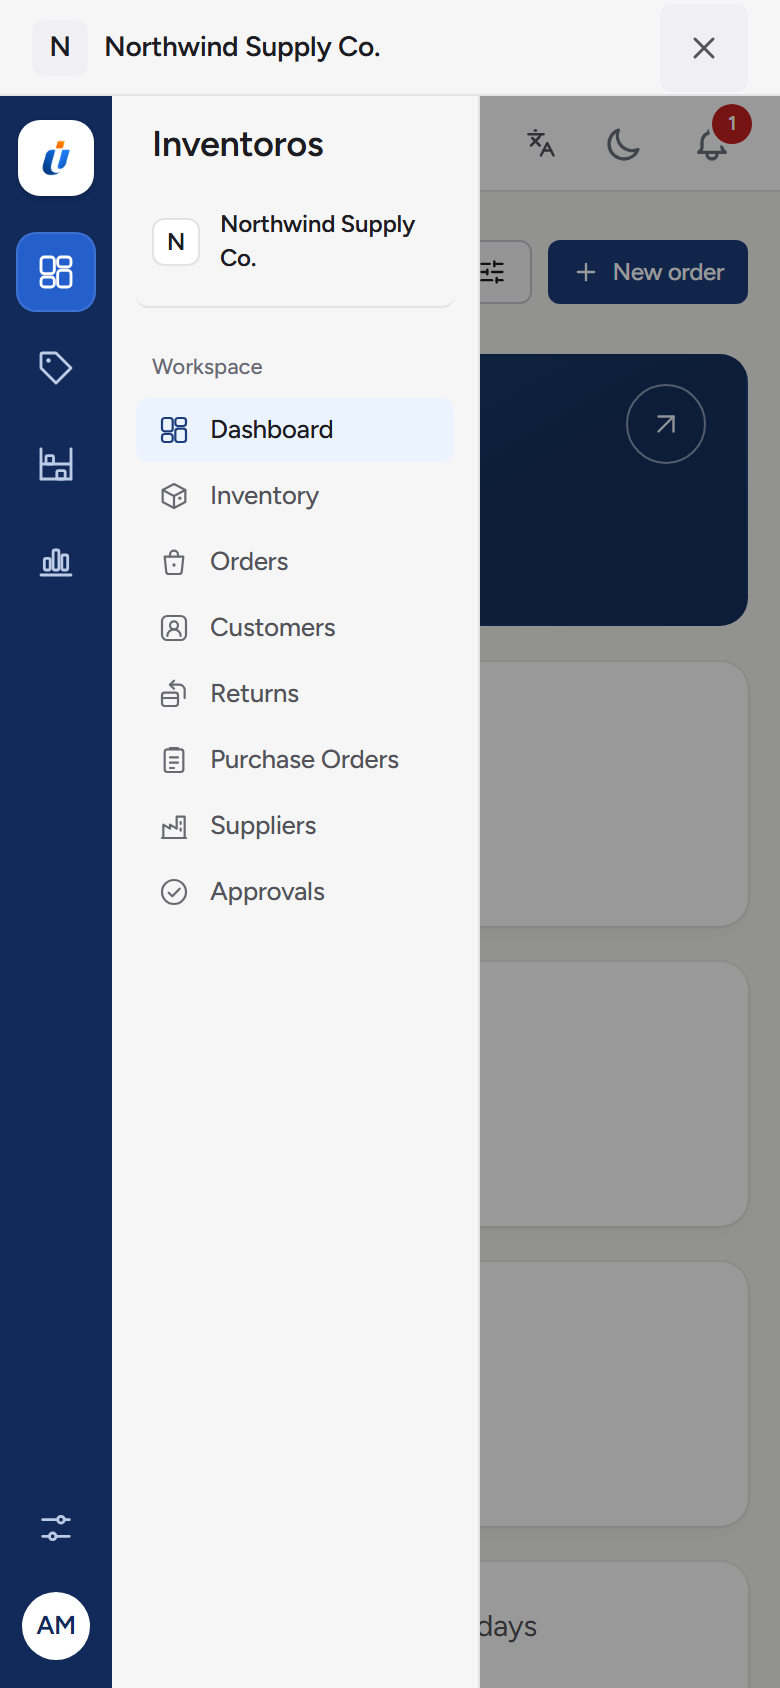 N Northwind Supply Co.
Inventoros
1
N
Northwind Supply
Co.
New order
Workspace
Dashboard
Inventory
Orders
Customers
Returns
Purchase Orders
Suppliers
Approvals
days
AM